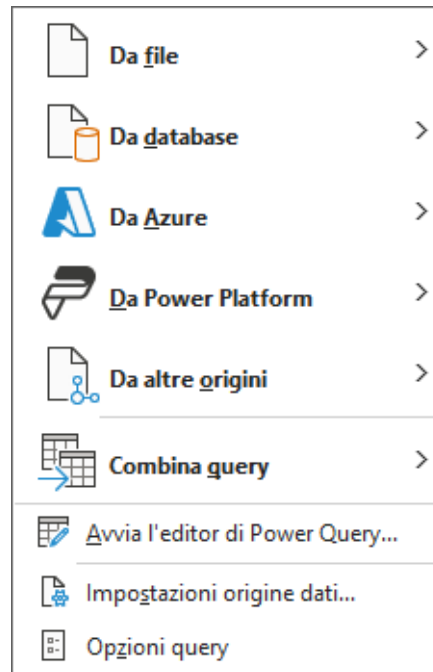 Da file
Da database
Da Azure
Da Power Platform
Da altre origini
Combina query
Avvia l'editor di Power Query...
Impostazioni origine dati...
Opzioni query